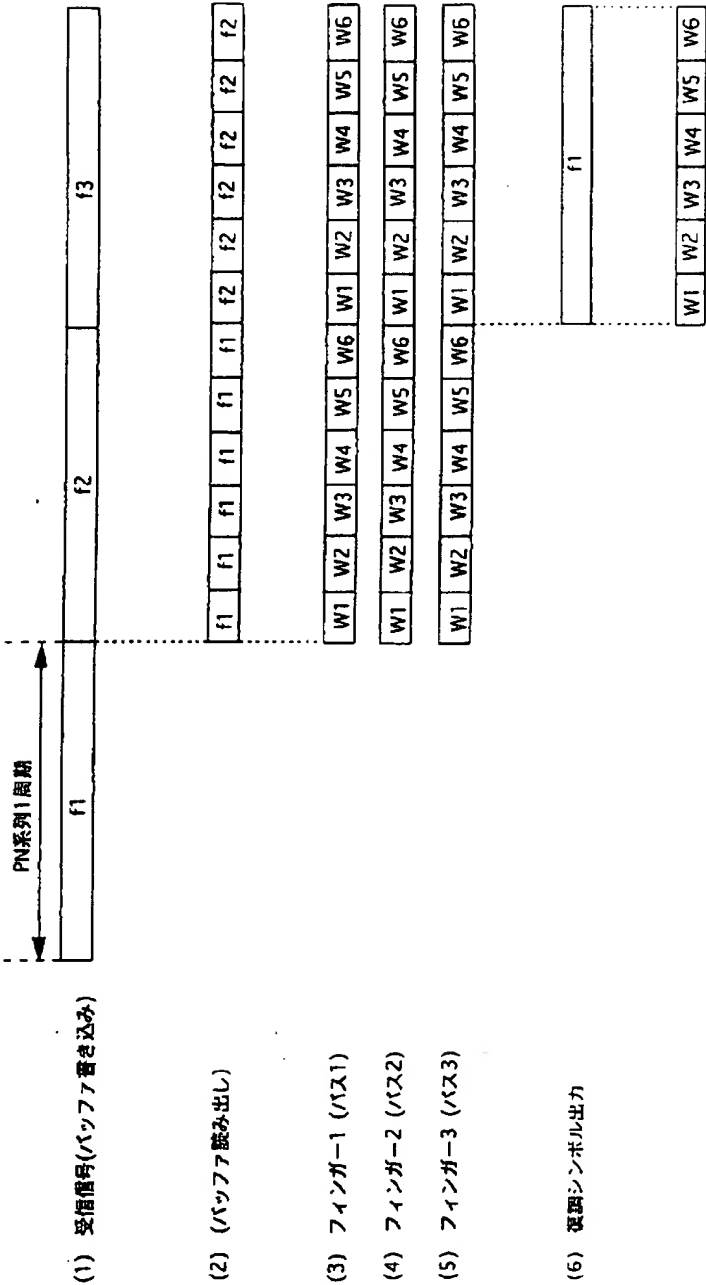 PN系列1周期
(1) 受信信号(バッファ書き込み)
f1 f2 f3
(2) (バッファ読み出し)
f1 f1 f1 f1 f1 f1 f2 f2 f2 f2 f2 f2
(3) フィンガー1 (パス1)
W1 W2 W3 W4 W5 W6 W1 W2 W3 W4 W5 W6
(4) フィンガー2 (パス2)
W1 W2 W3 W4 W5 W6 W1 W2 W3 W4 W5 W6
(5) フィンガー3 (パス3)
W1 W2 W3 W4 W5 W6 W1 W2 W3 W4 W5 W6
(6) 復調シンボル出力
f1
W1 W2 W3 W4 W5 W6